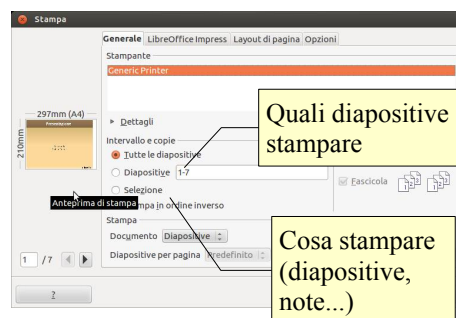 Stampa
Generale LibreOffice Impress Layout di pagina Opzioni
Stampante
Generic Printer
297mm (A4)
210mm
Dettagli
Quali diapositive
stampare
Intervallo e copie
Tutte le diapositive
Diapositive 1-7
Fascicola
Selezione
Anteprima di stampa
in ordine inverso
Stampa
Documento Diapositive
Diapositive per pagina Predefinito
Cosa stampare
(diapositive,
note...)
1 / 7
?